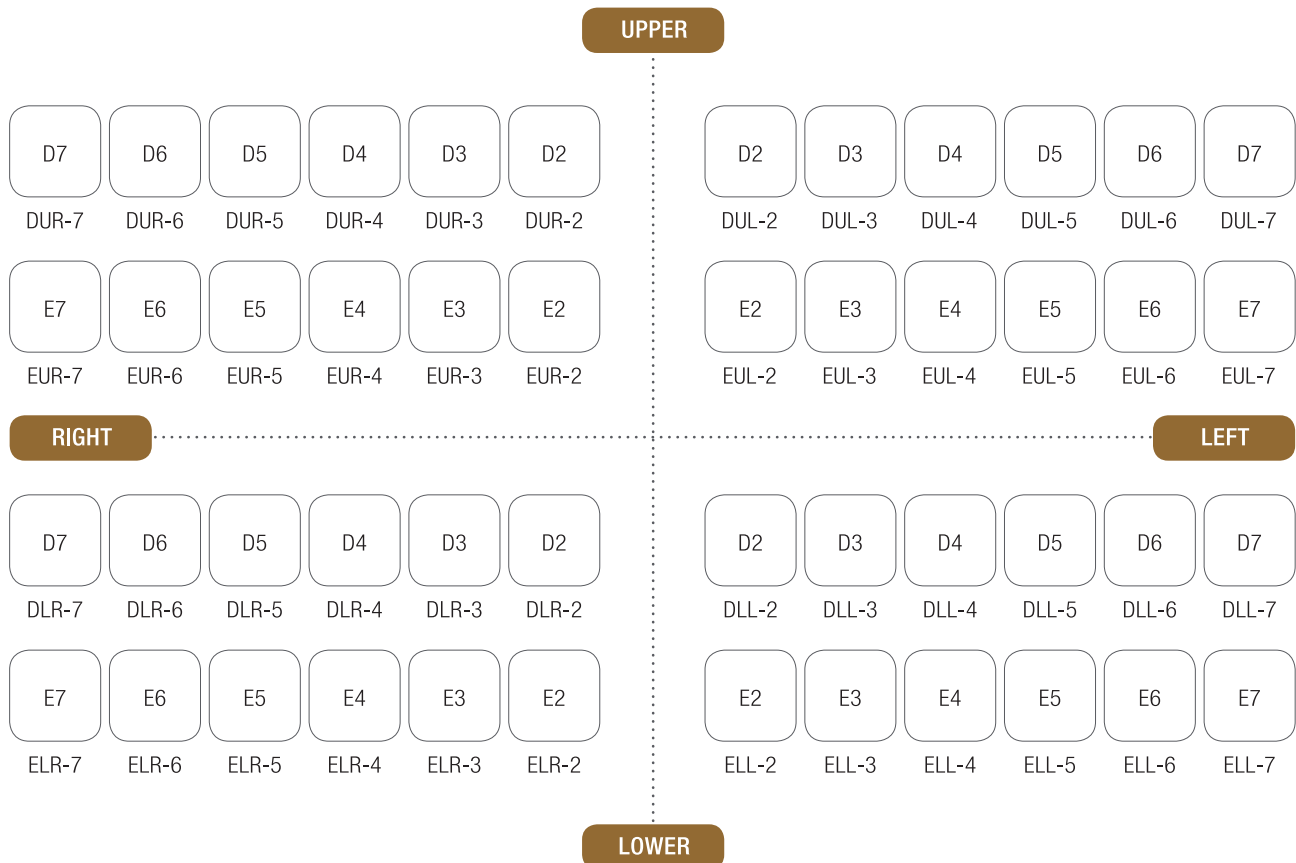 UPPER
D7 D6 D5 D4 D3 D2 D2 D3 D4 D5 D6 D7
DUR-7 DUR-6 DUR-5 DUR-4 DUR-3 DUR-2 DUL-2 DUL-3 DUL-4 DUL-5 DUL-6 DUL-7
E7 E6 E5 E4 E3 E2 E2 E3 E4 E5 E6 E7
EUR-7 EUR-6 EUR-5 EUR-4 EUR-3 EUR-2 EUL-2 EUL-3 EUL-4 EUL-5 EUL-6 EUL-7
RIGHT LEFT
D7 D6 D5 D4 D3 D2 D2 D3 D4 D5 D6 D7
DLR-7 DLR-6 DLR-5 DLR-4 DLR-3 DLR-2 DLL-2 DLL-3 DLL-4 DLL-5 DLL-6 DLL-7
E7 E6 E5 E4 E3 E2 E2 E3 E4 E5 E6 E7
ELR-7 ELR-6 ELR-5 ELR-4 ELR-3 ELR-2 ELL-2 ELL-3 ELL-4 ELL-5 ELL-6 ELL-7
LOWER